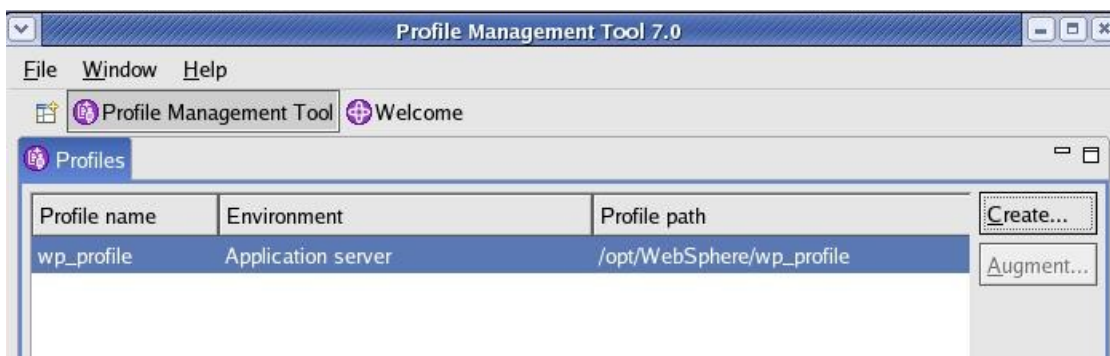 Profile Management Tool 7.0
File Window Help
Profile Management Tool Welcome
Profiles
Profile name Environment Profile path Create...
wp_profile Application server /opt/WebSphere/wp_profile
Augment...